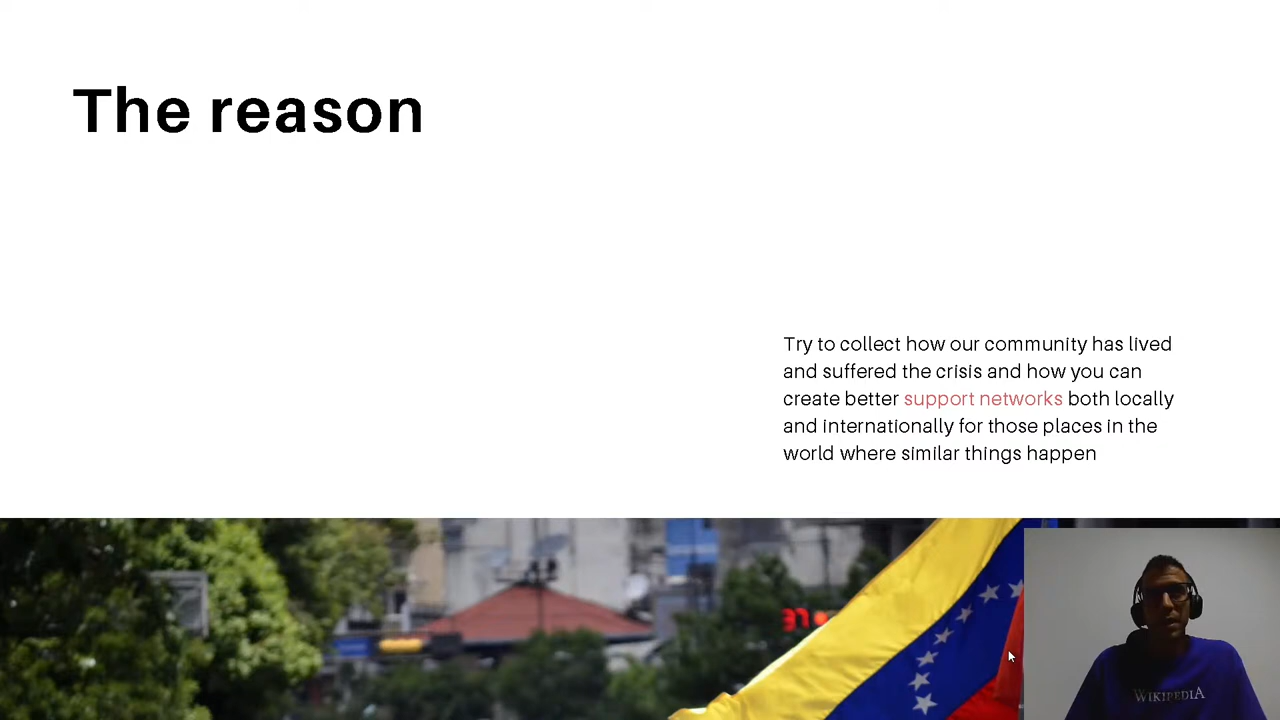 The reason
Try to collect how our community has lived
and suffered the crisis and how you can
create better support networks both locally
and internationally for those places in the
world where similar things happen
WIKIPEDIA